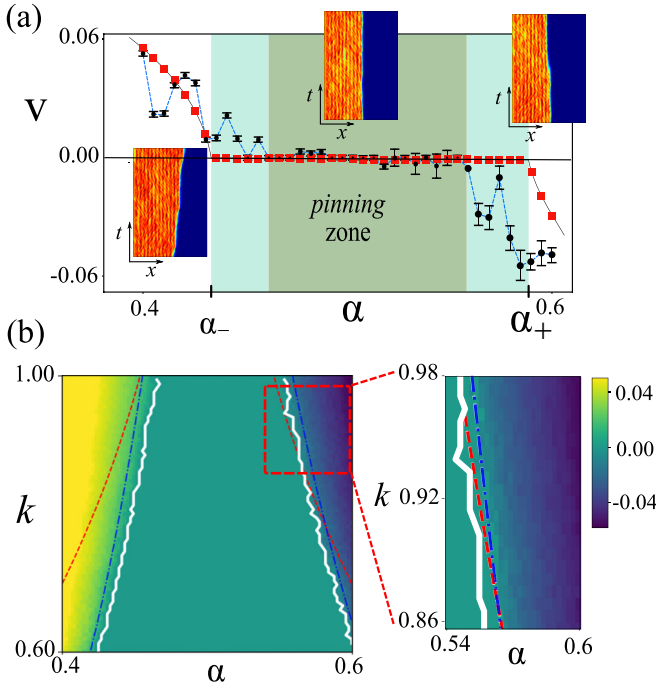 (a)
0.06
V
0.00
-0.06
t
x
t
x
t
x
pinning
zone
0.4
α−
α
α+
0.6
(b)
1.00
k
0.60
0.4
α
0.6
0.98
k
0.92
0.86
0.54
α
0.6
0.04
0.00
-0.04